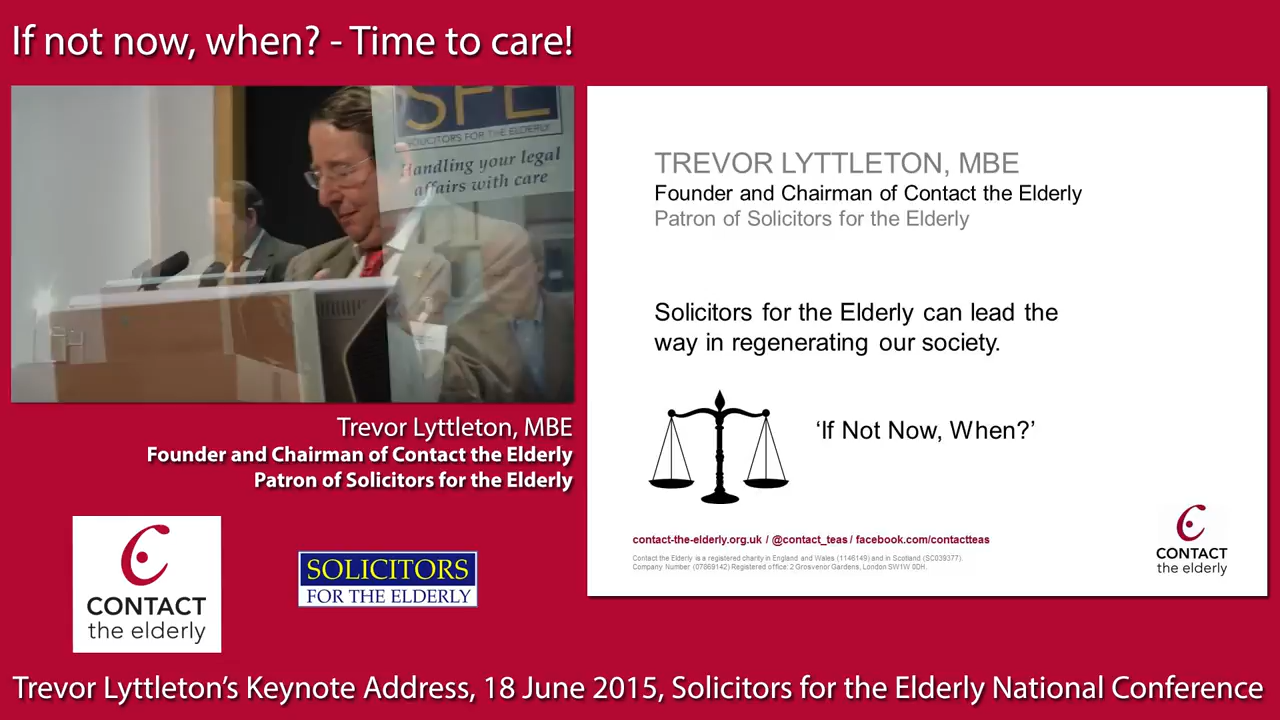 If not now, when? - Time to care!
SFE
SOLICITORS FOR THE ELDERLY
Handling your legal
affairs with care
Trevor Lyttleton, MBE
Founder and Chairman of Contact the Elderly
Patron of Solicitors for the Elderly
CONTACT
the elderly
SOLICITORS
FOR THE ELDERLY
TREVOR LYTTLETON, MBE
Founder and Chairman of Contact the Elderly
Patron of Solicitors for the Elderly
Solicitors for the Elderly can lead the
way in regenerating our society.
‘If Not Now, When?’
contact-the-elderly.org.uk / @contact_teas / facebook.com/contactteas
Contact the Elderly is a registered charity in England and Wales (1146149) and in Scotland (SC039377).
Company Number (07869142) Registered office: 2 Grosvenor Gardens, London SW1W 0DH.
CONTACT
the elderly
Trevor Lyttleton’s Keynote Address, 18 June 2015, Solicitors for the Elderly National Conference